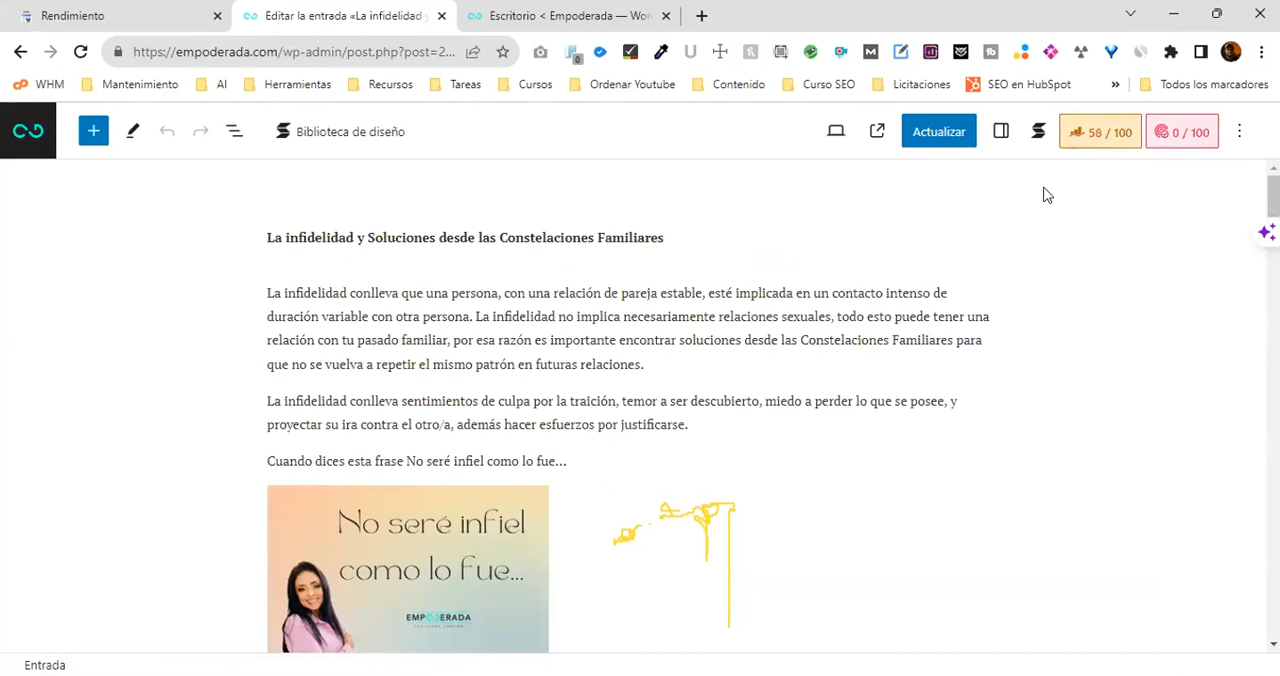 Rendimiento
Editar la entrada «La infidelidad y
Escritorio < Empoderada — Wor
https://empoderada.com/wp-admin/post.php?post=2...
0
WHM
Mantenimiento
AI
Herramientas
Recursos
Tareas
Cursos
Ordenar Youtube
Contenido
Curso SEO
Licitaciones
SEO en HubSpot
»
Todos los marcadores
Biblioteca de diseño
Actualizar
58 / 100
0 / 100
La infidelidad y Soluciones desde las Constelaciones Familiares
La infidelidad conlleva que una persona, con una relación de pareja estable, esté implicada en un contacto intenso de
duración variable con otra persona. La infidelidad no implica necesariamente relaciones sexuales, todo esto puede tener una
relación con tu pasado familiar, por esa razón es importante encontrar soluciones desde las Constelaciones Familiares para
que no se vuelva a repetir el mismo patrón en futuras relaciones.
La infidelidad conlleva sentimientos de culpa por la traición, temor a ser descubierto, miedo a perder lo que se posee, y
proyectar su ira contra el otro/a, además hacer esfuerzos por justificarse.
Cuando dices esta frase No seré infiel como lo fue...
No seré infiel
como lo fue...
EMPODERADA
Entrada